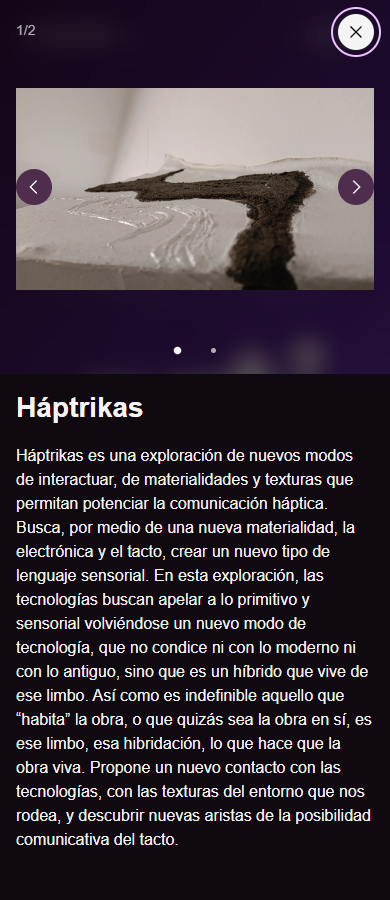 1/2
Háptrikas
Háptrikas es una exploración de nuevos modos
de interactuar, de materialidades y texturas que
permitan potenciar la comunicación háptica.
Busca, por medio de una nueva materialidad, la
electrónica y el tacto, crear un nuevo tipo de
lenguaje sensorial. En esta exploración, las
tecnologías buscan apelar a lo primitivo y
sensorial volviéndose un nuevo modo de
tecnología, que no condice ni con lo moderno ni
con lo antiguo, sino que es un híbrido que vive de
ese limbo. Así como es indefinible aquello que
“habita” la obra, o que quizás sea la obra en sí, es
ese limbo, esa hibridación, lo que hace que la
obra viva. Propone un nuevo contacto con las
tecnologías, con las texturas del entorno que nos
rodea, y descubrir nuevas aristas de la posibilidad
comunicativa del tacto.